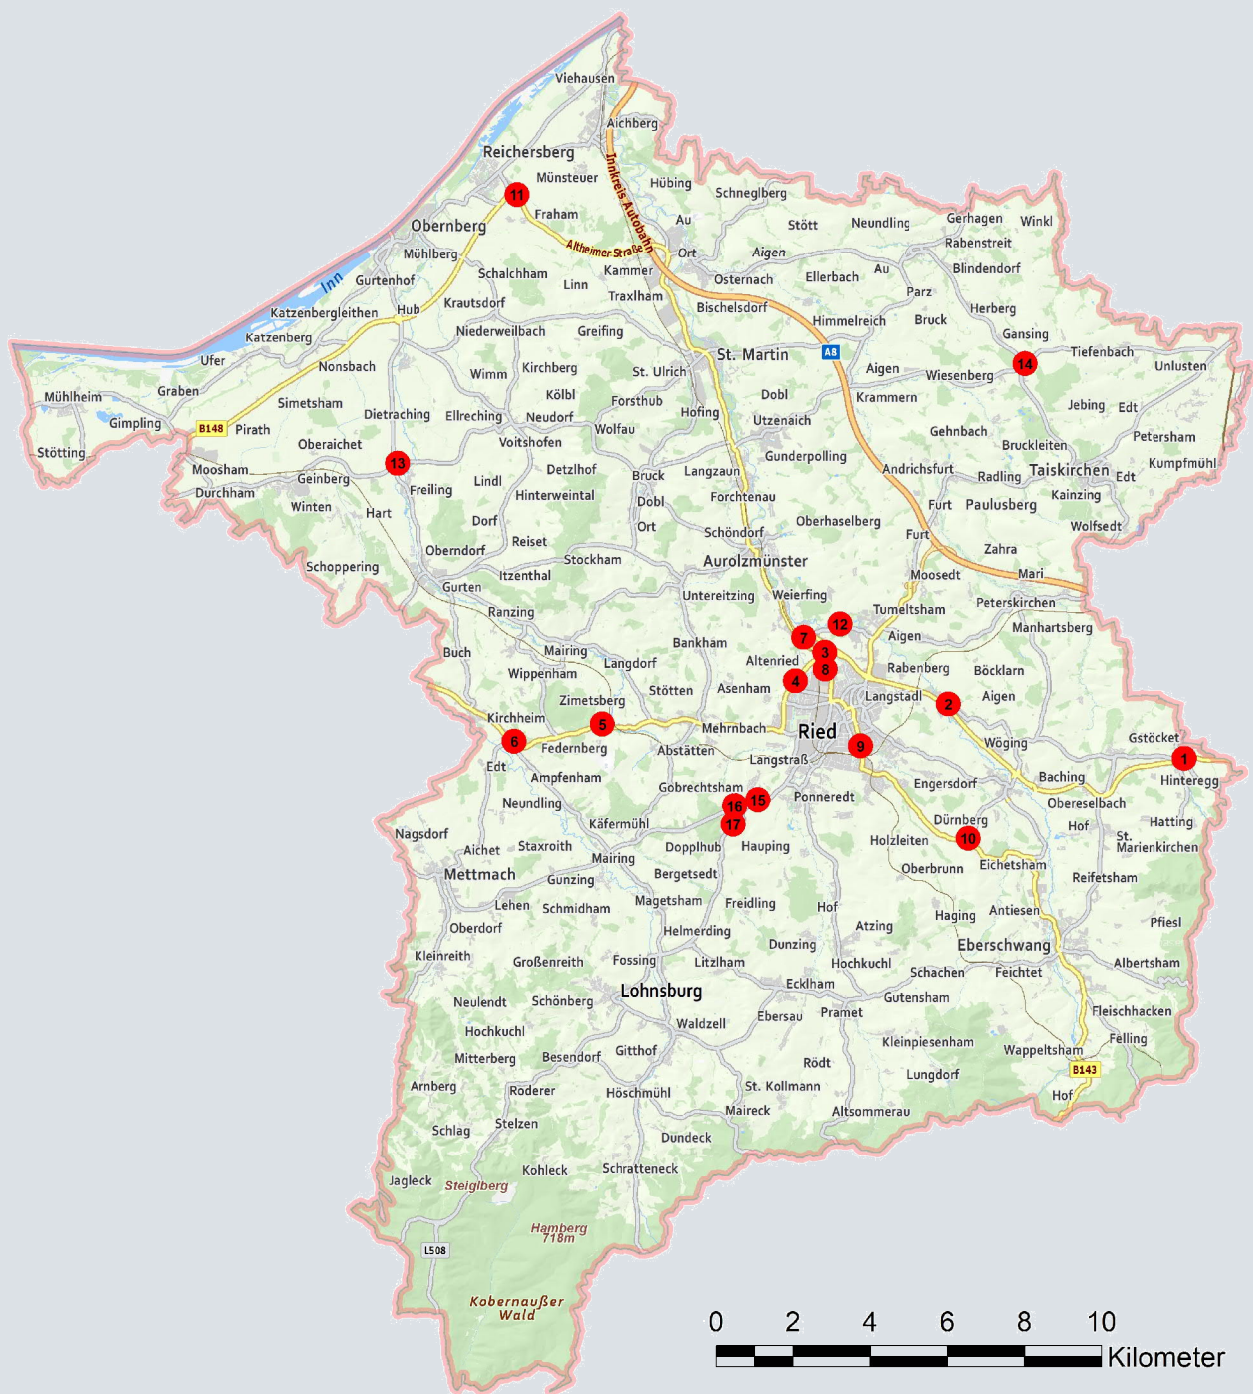 Viehausen
Aichberg
Reichersberg
Münsteuer
Hübing
Schneglberg
11
Innkreis Autobahn
Fraham
Au
Stött
Neundling
Gerhagen
Winkl
Obernberg
Rabenstreit
Mühlberg
Altheimer Straße
Ort
Aigen
Schalchham
Kammer
Au
Blindendorf
Inn
Gurtenhof
Linn
Osternach
Ellerbach
Parz
Krautsdorf
Traxlham
Bischelsdorf
Herberg
Katzenbergleithen
Hub
Himmelreich
Bruck
Katzenberg
Niederweilbach
Greifing
Gansing
Ufer
St. Martin
A8
Tiefenbach
Nonsbach
Wimm
Kirchberg
St. Ulrich
Aigen
Wiesenberg
14
Unlusten
Graben
Kölbl
Dobl
Krammern
Mühlheim
Simetsham
Forsthub
Jebing
Edt
Gimpling
Dietraching
Ellreching
Neudorf
Hofing
Utzenaich
B148
Pirath
Wolfau
Gehnbach
Petersham
Stötting
Oberaichet
Voitshofen
Bruckleiten
Gunderpolling
13
Moosham
Detzlhof
Langzaun
Andrichsfurt
Taiskirchen
Kumpfmühl
Geinberg
Lindl
Bruck
Radling
Edt
Durchham
Freiling
Hinterweintal
Forchtenau
Kainzing
Winten
Hart
Dobl
Furt
Paulusberg
Dorf
Ort
Oberhaselberg
Wolfsedt
Schöndorf
Furt
Reiset
Oberndorf
Stockham
Aurolzmünster
Zahra
Schoppering
Itzenthal
Moosedt
Mari
Gurten
Untereitzing
Weierfing
Peterskirchen
Ranzing
Tumeltsham
12
Manhartsberg
7
Aigen
Bankham
Buch
Mairing
3
Langdorf
Altenried
8
Rabenberg
Böcklarn
Wippenham
4
Stötten
Asenham
Langstadl
Aigen
Zimetsberg
2
Kirchheim
5
Mehrnbach
Ried
Gstöcket
6
Federnberg
Abstätten
9
Wöging
1
Edt
Langstraß
Ampfenham
Gobrechtsham
Engersdorf
Baching
Hinteregg
Neundling
16
15
Ponneredt
Obereselbach
Käfermühl
17
Dürnberg
Hof
Hatting
Nagsdorf
Staxroith
Dopplhub
Hauping
Holzleiten
10
St.
Marienkirchen
Aichet
Mairing
Eichetsham
Mettmach
Gunzing
Bergetsedt
Oberbrunn
Reifetsham
Lehen
Schmidham
Magetsham
Freidling
Hof
Haging
Antiesen
Oberdorf
Atzing
Pfiesl
Helmerding
Dunzing
Eberschwang
Kleinreith
Großenreith
Fossing
Litzlham
Hochkuchl
Schachen
Feichtet
Albertsham
Lohnsburg
Ecklham
Neulendt
Schönberg
Gutensham
Ebersau
Pramet
Fleischhacken
Hochkuchl
Waldzell
Kleinpiesenham
Felling
Mitterberg
Besendorf
Gitthof
Wappeltsham
Rödt
Lungdorf
B143
Arnberg
Roderer
Höschmühl
St. Kollmann
Hof
Maireck
Altsommerau
Schlag
Stelzen
Dundeck
Kohleck
Schratteneck
Jagleck
Steiglberg
Hamberg
718m
L508
Kobernaußer
Wald
0 2 4 6 8 10
Kilometer